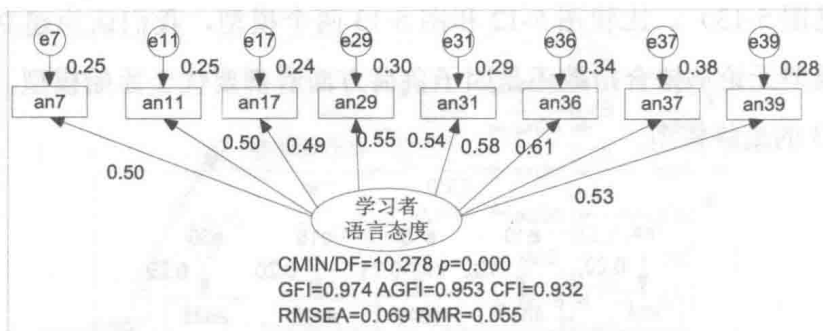 e7 e11 e17 e29 e31 e36 e37 e39
0.25 0.25 0.24 0.30 0.29 0.34 0.38 0.28
an7 an11 an17 an29 an31 an36 an37 an39
0.50 0.50 0.49 0.55 0.54 0.58 0.61 0.53
学习者
语言态度
CMIN/DF=10.278 p=0.000
GFI=0.974 AGFI=0.953 CFI=0.932
RMSEA=0.069 RMR=0.055